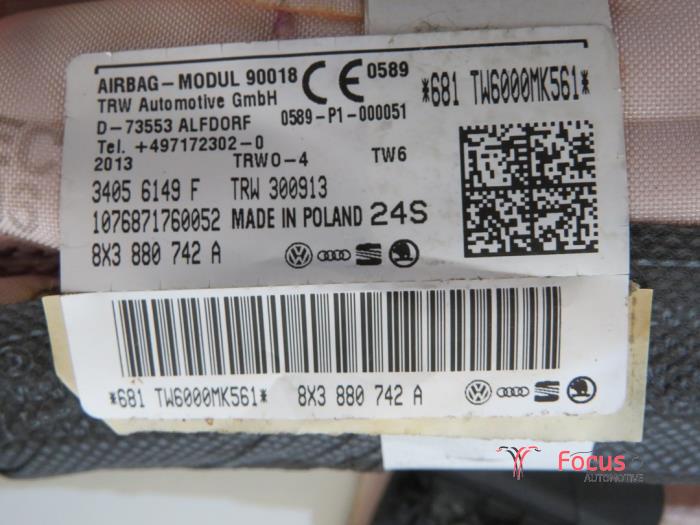 AIRBAG-MODUL 90018 CE 0589
TRW Automotive GmbH
D-73553 ALFDORF 0589-P1-000051
Tel. +497172302-0
2013 TRWO-4 TW6
3405 6149 F TRW 300913
1076871760052 MADE IN POLAND 24S
8X3 880 742 A
*681 TW6000MK561*
*681 TW6000MK561* 8X3 880 742 A
Focus
AUTOMOTIVE